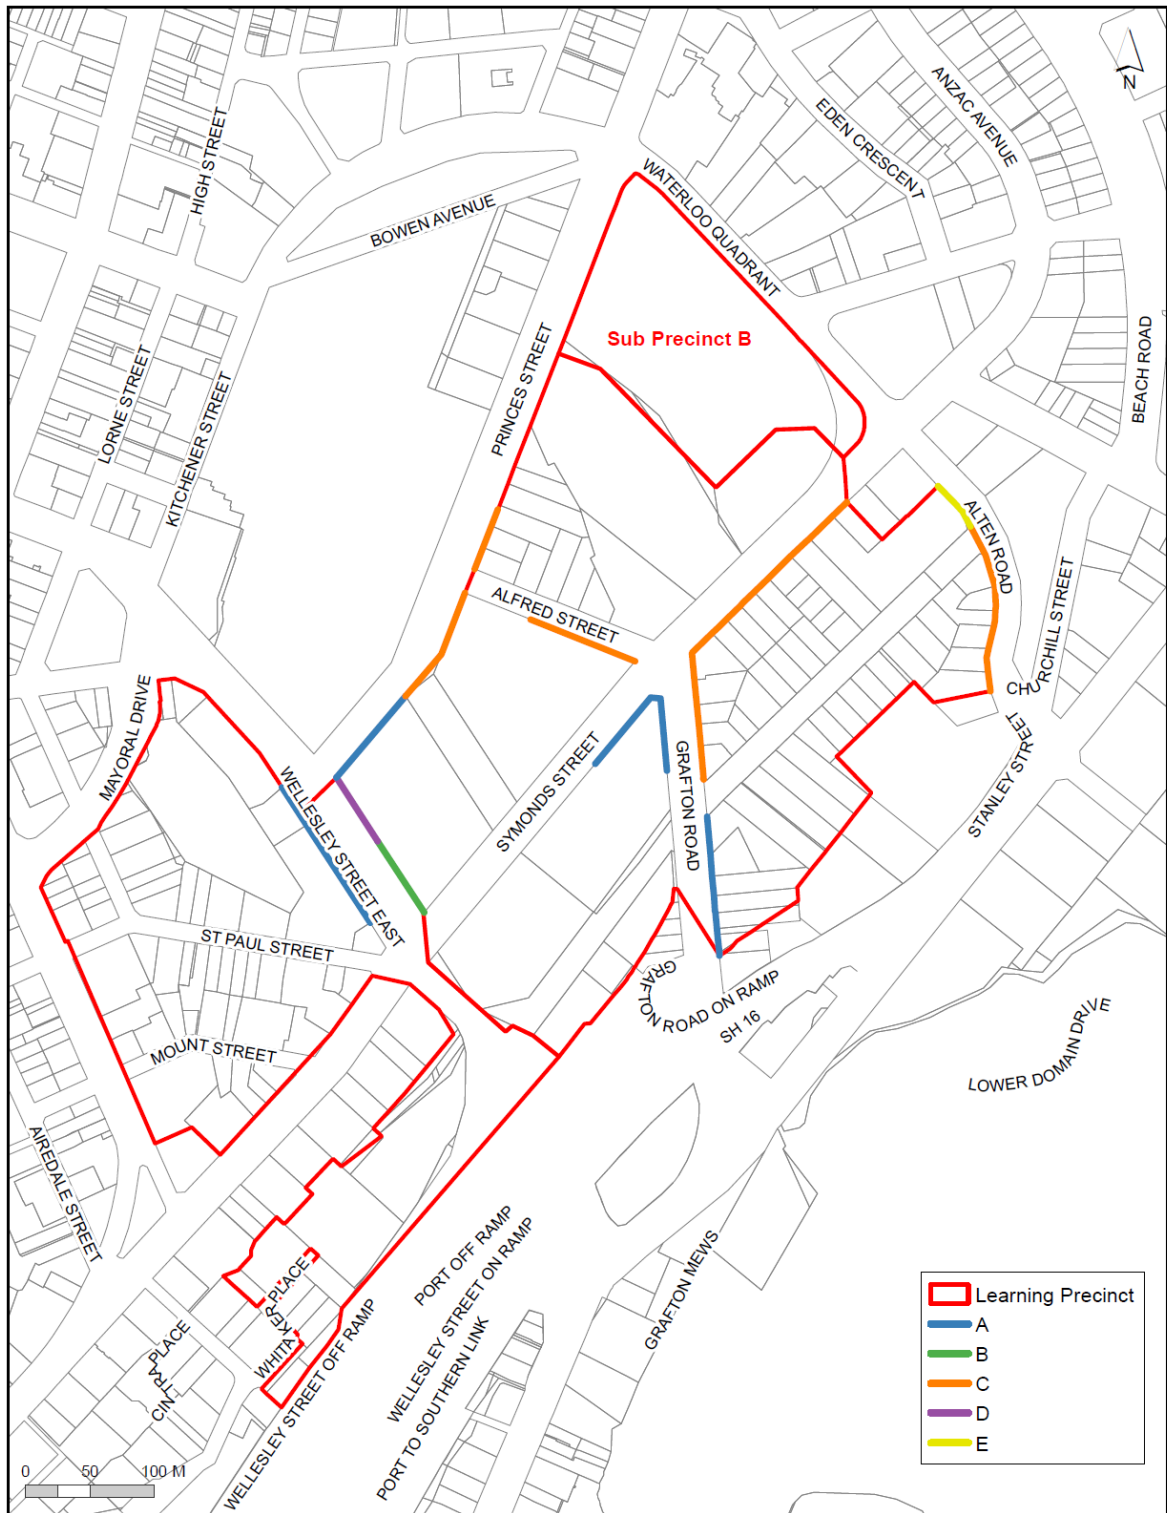 N
ANZAC AVENUE
EDEN CRESCENT
HIGH STREET
WATERLOO QUADRANT
BOWEN AVENUE
Sub Precinct B
BEACH ROAD
PRINCES STREET
LORNE STREET
KITCHENER STREET
ALTEN ROAD
CHURCHILL STREET
ALFRED STREET
MAYORAL DRIVE
STANLEY STREET
SYMONDS STREET
GRAFTON ROAD
WELLESLEY STREET EAST
ST PAUL STREET
GRAFTON ROAD ON RAMP
SH 16
MOUNT STREET
LOWER DOMAIN DRIVE
AIREDALE STREET
PORT OFF RAMP
WELLESLEY STREET ON RAMP
PORT TO SOUTHERN LINK
GRAFTON MEWS
WHITAKER PLACE
CINTRA PLACE
WELLESLEY STREET OFF RAMP
Learning Precinct
A
B
C
D
E
0 50 100 M